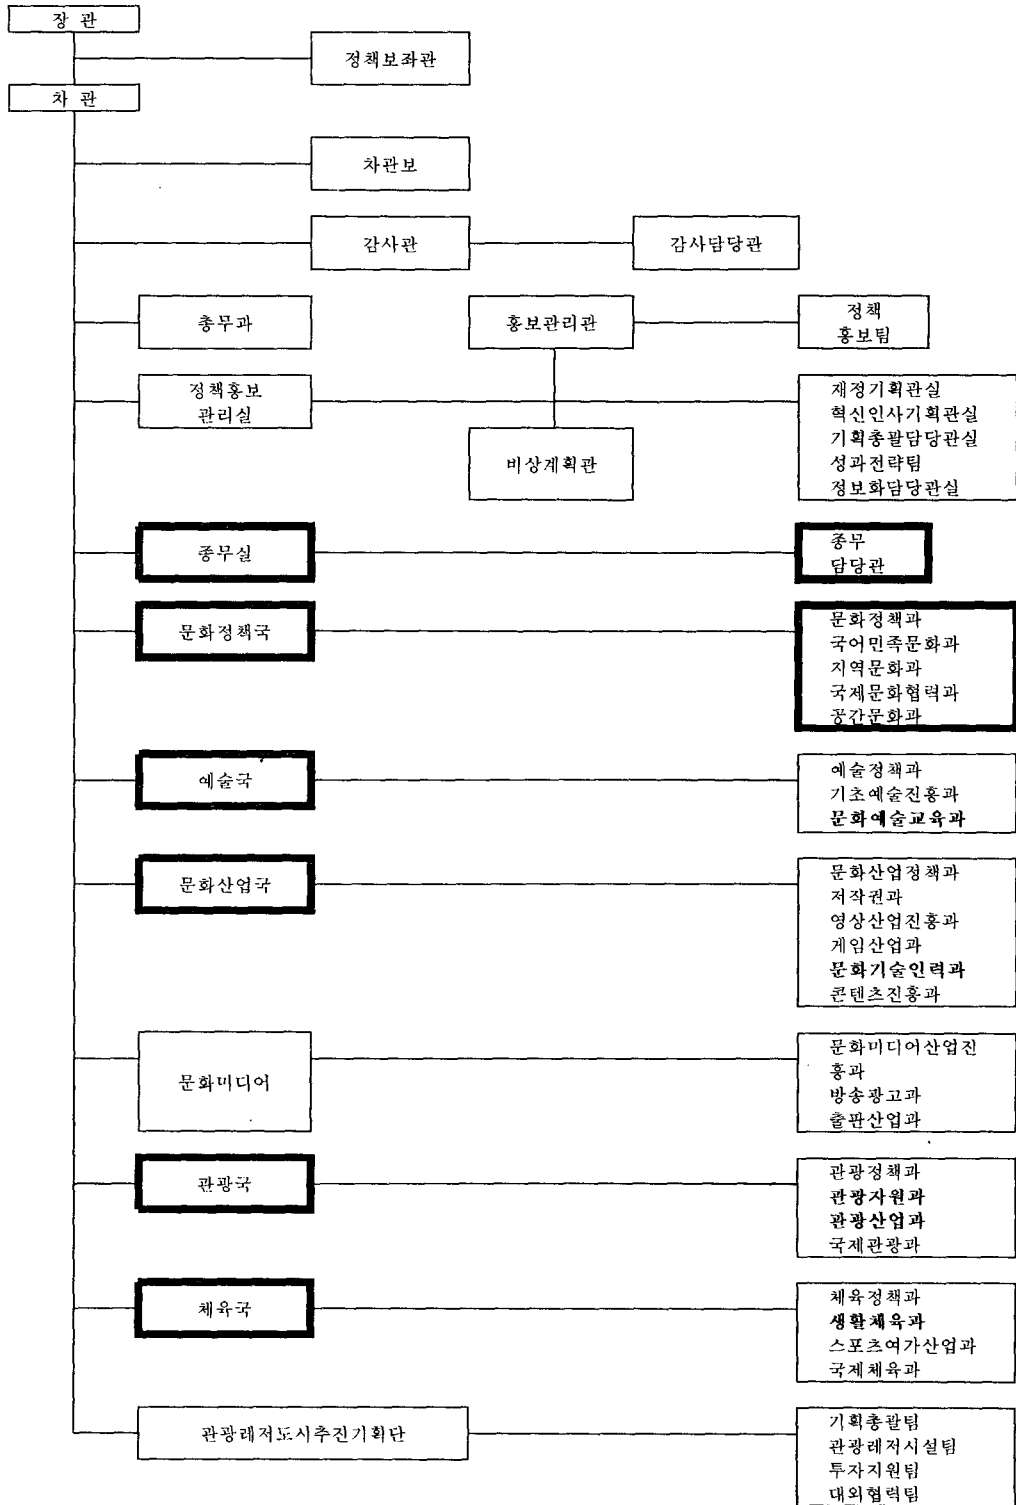 장 관
정책보좌관
차 관
차관보
감사관
감사담당관
총무과
홍보관리관
정책
홍보팀
정책홍보
관리실
재정기획관실
혁신인사기획관실
기획총괄담당관실
성과전략팀
정보화담당관실
비상계획관
종무실
종무
담당관
문화정책국
문화정책과
국어민족문화과
지역문화과
국제문화협력과
공간문화과
예술국
예술정책과
기초예술진흥과
문화예술교육과
문화산업국
문화산업정책과
저작권과
영상산업진흥과
게임산업과
문화기술인력과
콘텐츠진흥과
문화미디어
문화미디어산업진
흥과
방송광고과
출판산업과
관광국
관광정책과
관광자원과
관광산업과
국제관광과
체육국
체육정책과
생활체육과
스포츠여가산업과
국제체육과
관광레저도시추진기획단
기획총괄팀
관광레저시설팀
투자지원팀
대외협력팀